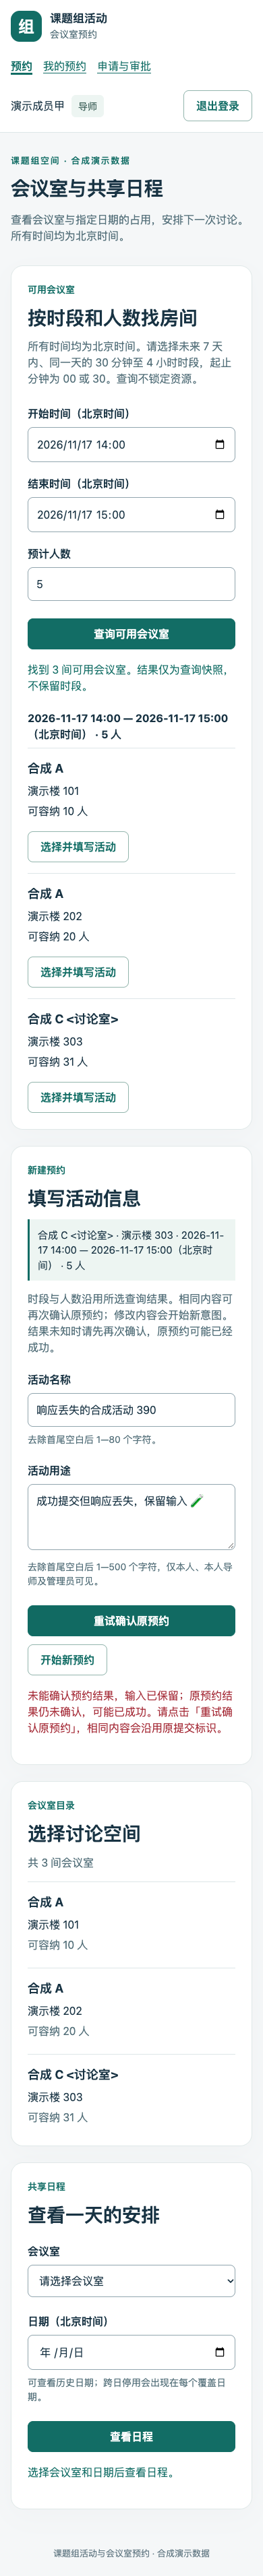 组
课题组活动
会议室预约
预约 我的预约 申请与审批
演示成员甲 导师 退出登录
课题组空间 · 合成演示数据
会议室与共享日程
查看会议室与指定日期的占用，安排下一次讨论。
所有时间均为北京时间。
可用会议室
按时段和人数找房间
所有时间均为北京时间。请选择未来 7 天
内、同一天的 30 分钟至 4 小时时段，起止
分钟为 00 或 30。查询不锁定资源。
开始时间（北京时间）
2026/11/17 14:00
结束时间（北京时间）
2026/11/17 15:00
预计人数
5
查询可用会议室
找到 3 间可用会议室。结果仅为查询快照，
不保留时段。
2026-11-17 14:00 — 2026-11-17 15:00
（北京时间） · 5 人
合成 A
演示楼 101
可容纳 10 人
选择并填写活动
合成 A
演示楼 202
可容纳 20 人
选择并填写活动
合成 C <讨论室>
演示楼 303
可容纳 31 人
选择并填写活动
新建预约
填写活动信息
合成 C <讨论室> · 演示楼 303 · 2026-11-
17 14:00 — 2026-11-17 15:00（北京时
间） · 5 人
时段与人数沿用所选查询结果。相同内容可
再次确认原预约；修改内容会开始新意图。
结果未知时请先再次确认，原预约可能已经
成功。
活动名称
响应丢失的合成活动 390
去除首尾空白后 1—80 个字符。
活动用途
成功提交但响应丢失，保留输入 🧪
去除首尾空白后 1—500 个字符，仅本人、本人导
师及管理员可见。
重试确认原预约
开始新预约
未能确认预约结果，输入已保留；原预约结
果仍未确认，可能已成功。请点击「重试确
认原预约」，相同内容会沿用原提交标识。
会议室目录
选择讨论空间
共 3 间会议室
合成 A
演示楼 101
可容纳 10 人
合成 A
演示楼 202
可容纳 20 人
合成 C <讨论室>
演示楼 303
可容纳 31 人
共享日程
查看一天的安排
会议室
请选择会议室
日期（北京时间）
年 /月/日
可查看历史日期；跨日停用会出现在每个覆盖日
期。
查看日程
选择会议室和日期后查看日程。
课题组活动与会议室预约 · 合成演示数据